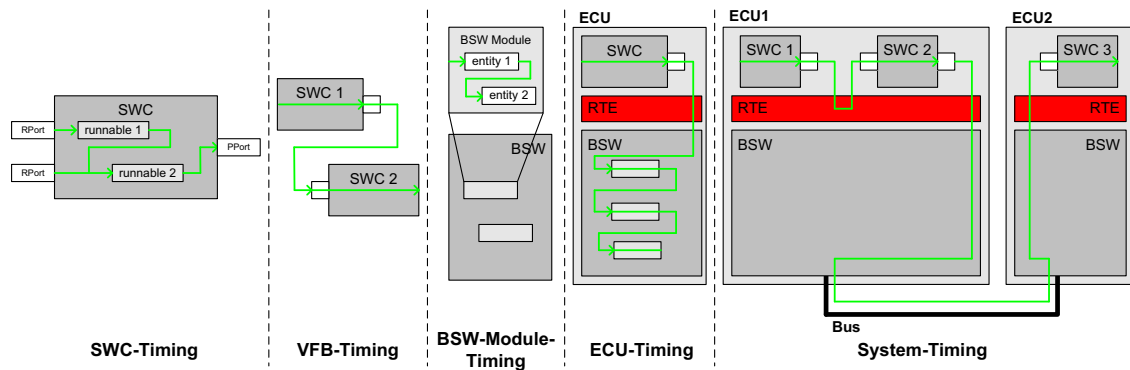 SWC
RPort
runnable 1
PPort
RPort
runnable 2
SWC-Timing
SWC 1
SWC 2
VFB-Timing
BSW Module
entity 1
entity 2
BSW
BSW-Module-
Timing
ECU
SWC
RTE
BSW
ECU-Timing
ECU1
SWC 1
SWC 2
RTE
BSW
ECU2
SWC 3
RTE
BSW
Bus
System-Timing